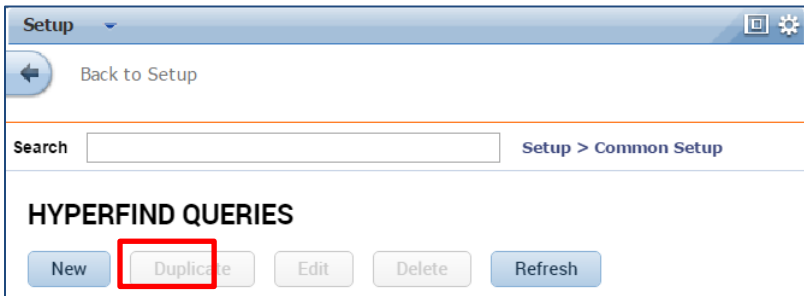 Setup
Back to Setup
Search Setup > Common Setup
HYPERFIND QUERIES
New Duplicate Edit Delete Refresh